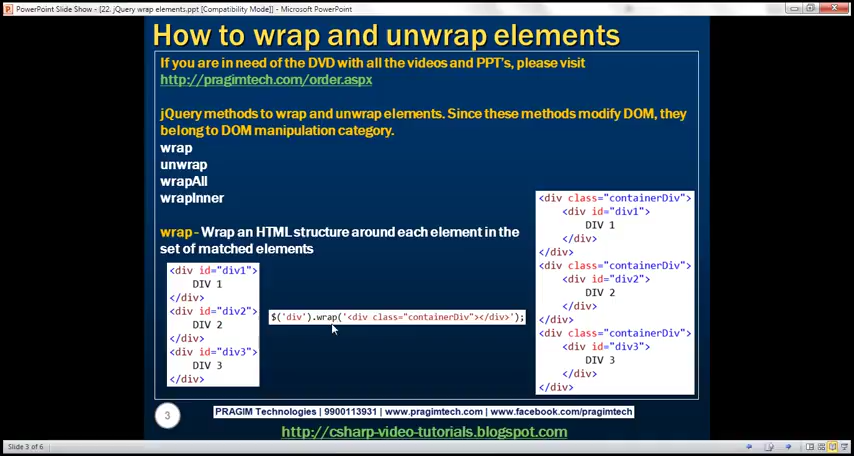 PowerPoint Slide Show - [22. jQuery wrap elements.ppt [Compatibility Mode]] - Microsoft PowerPoint
How to wrap and unwrap elements
If you are in need of the DVD with all the videos and PPT's, please visit
http://pragimtech.com/order.aspx
jQuery methods to wrap and unwrap elements. Since these methods modify DOM, they
belong to DOM manipulation category.
wrap
unwrap
wrapAll
wrapInner
wrap - Wrap an HTML structure around each element in the
set of matched elements
<div id="div1">
DIV 1
</div>
<div id="div2">
DIV 2
</div>
<div id="div3">
DIV 3
</div>
$('div').wrap('<div class="containerDiv"></div>');
<div class="containerDiv">
<div id="div1">
DIV 1
</div>
</div>
<div class="containerDiv">
<div id="div2">
DIV 2
</div>
</div>
<div class="containerDiv">
<div id="div3">
DIV 3
</div>
</div>
3
PRAGIM Technologies | 9900113931 | www.pragimtech.com | www.facebook.com/pragimtech
http://csharp-video-tutorials.blogspot.com
Slide 3 of 6